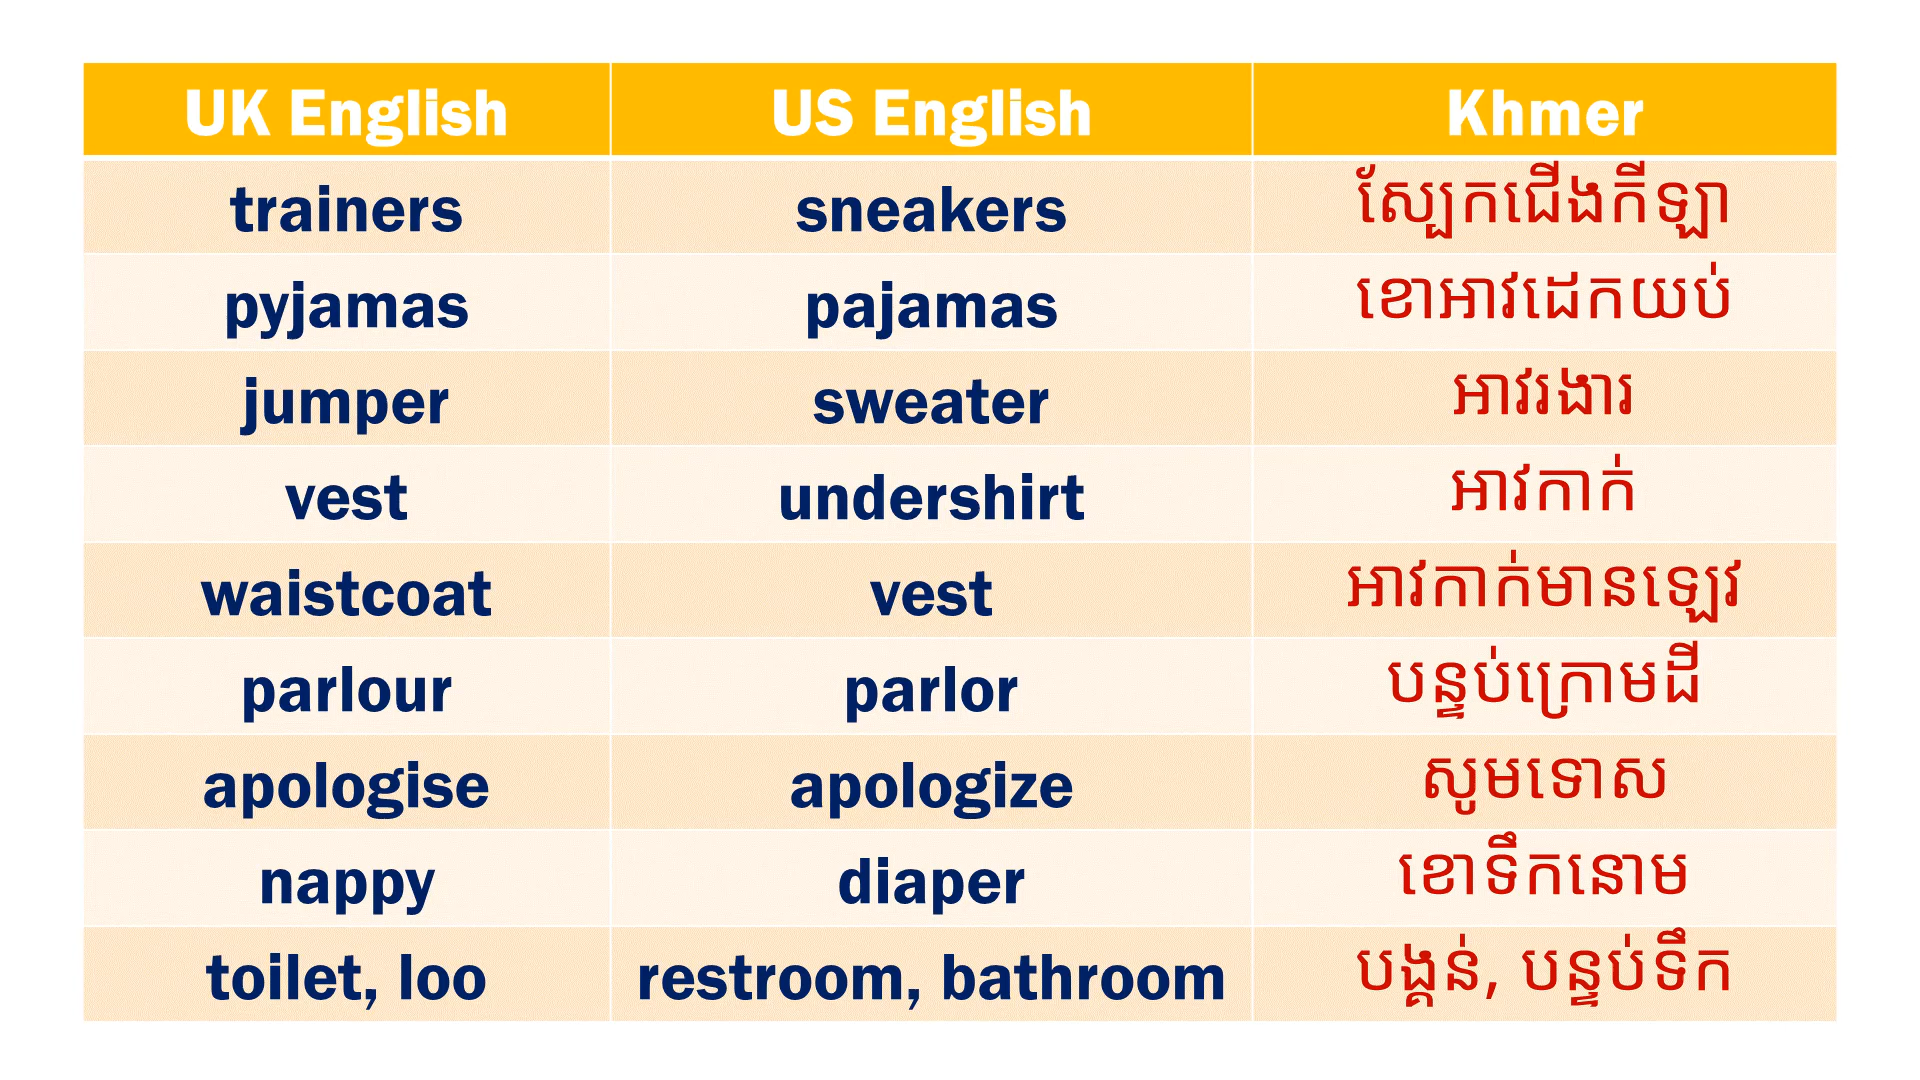 UK English US English Khmer
trainers sneakers ស្បែកជើងកីឡា
pyjamas pajamas ខោអាវដេកយប់
jumper sweater អាវរងារ
vest undershirt អាវកាក់
waistcoat vest អាវកាក់មានឡេវ
parlour parlor បន្ទប់ក្រោមដី
apologise apologize សូមទោស
nappy diaper ខោទឹកនោម
toilet, loo restroom, bathroom បង្គន់, បន្ទប់ទឹក